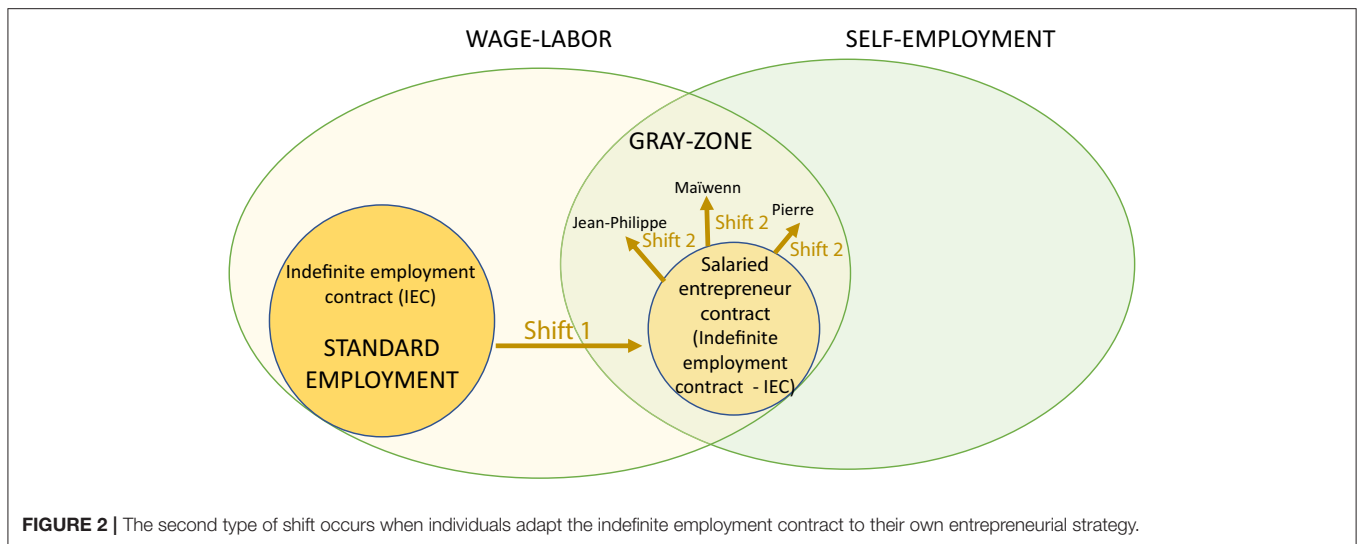 WAGE-LABOR
SELF-EMPLOYMENT
GRAY-ZONE
Maïwenn
Jean-Philippe
Pierre
Shift 2
Shift 2
Shift 2
Indefinite employment
contract (IEC)
STANDARD
EMPLOYMENT
Shift 1
Salaried
entrepreneur
contract
(Indefinite
employment
contract - IEC)
FIGURE 2 | The second type of shift occurs when individuals adapt the indefinite employment contract to their own entrepreneurial strategy.